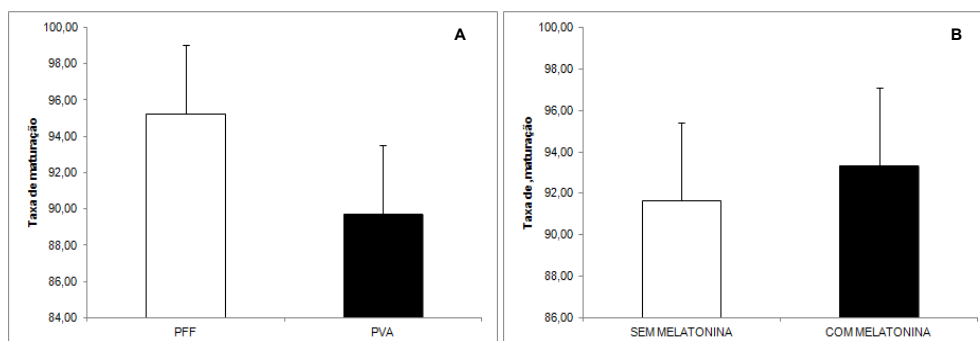 A
Taxa de maturação
100,00
98,00
96,00
94,00
92,00
90,00
88,00
86,00
84,00
PFF PVA
B
Taxa de ,maturação
100,00
98,00
96,00
94,00
92,00
90,00
88,00
86,00
SEM MELATONINA COM MELATONINA